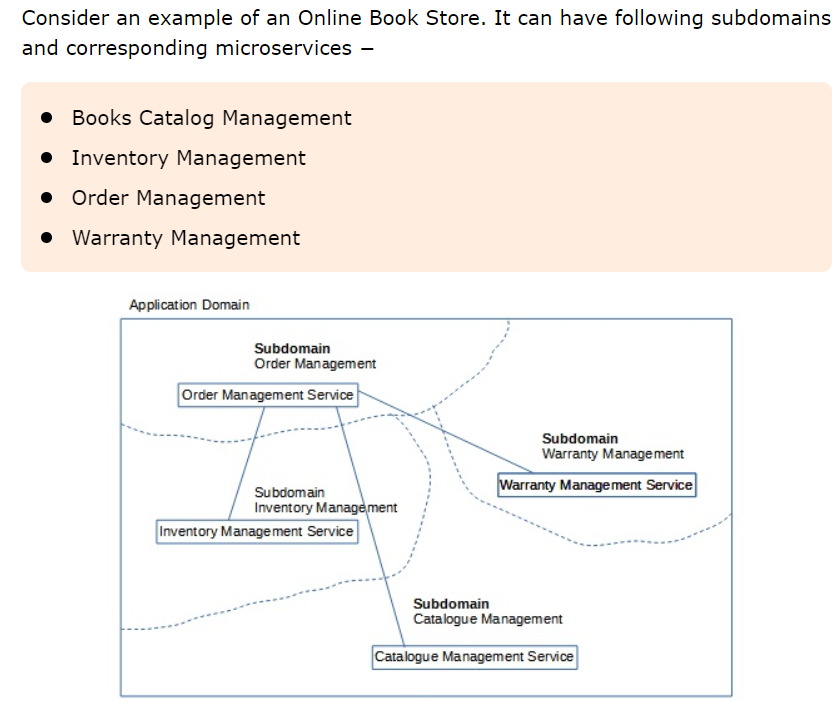 Consider an example of an Online Book Store. It can have following subdomains
and corresponding microservices −
● Books Catalog Management
● Inventory Management
● Order Management
● Warranty Management
Application Domain
Subdomain
Order Management
Order Management Service
Subdomain
Warranty Management
Warranty Management Service
Subdomain
Inventory Management
Inventory Management Service
Subdomain
Catalogue Management
Catalogue Management Service